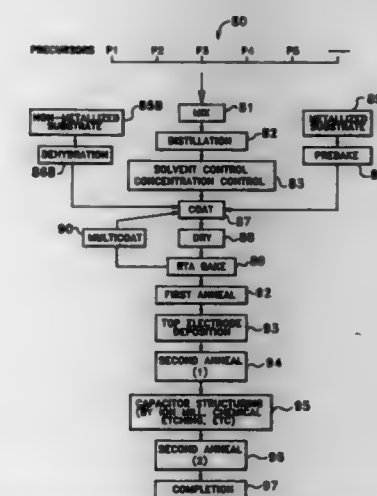 80
PRECURSORS P1 P2 P3 P4 P5
NON-METALLIZED
SUBSTRATE
85B
MIX
81
METALLIZED
SUBSTRATE
DISTILLATION
82
DEHYDRATION
86B
PREBAKE
SOLVENT CONTROL
CONCENTRATION CONTROL
83
COAT
87
90
MULTICOAT
DRY
88
RTA BAKE
89
FIRST ANNEAL
92
TOP ELECTRODE
DEPOSITION
93
SECOND ANNEAL
(1)
94
CAPACITOR STRUCTURING
(BY ION MILL, CHEMICAL
ETCHING, ETC)
95
SECOND ANNEAL
(2)
96
COMPLETION
97